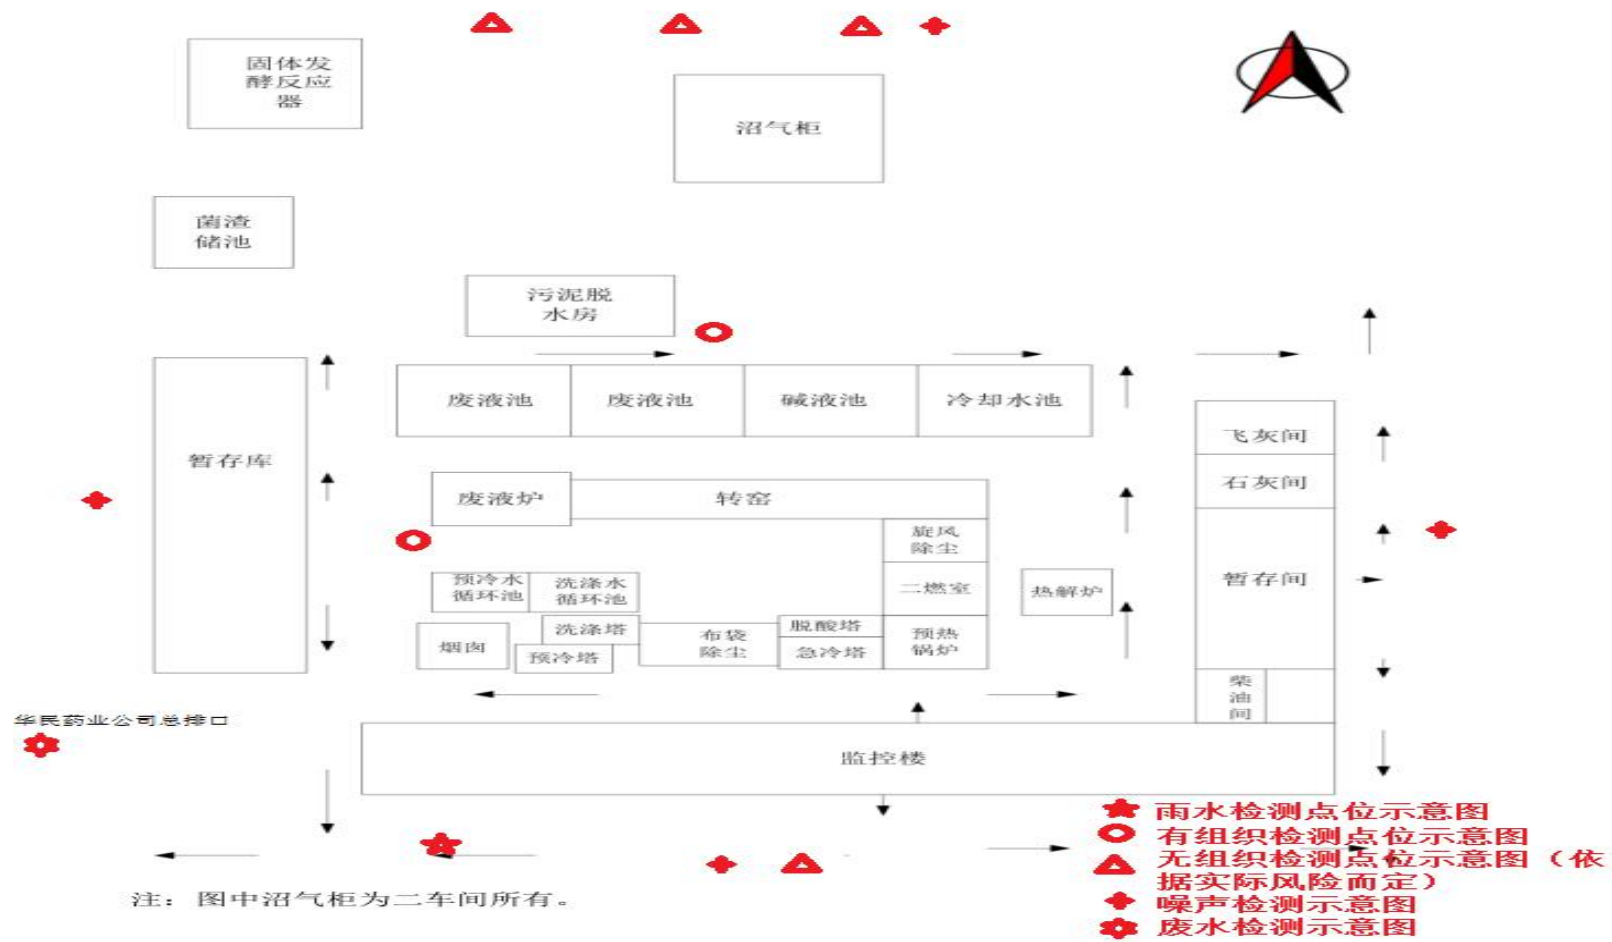 固体发
酵反应
器
沼气柜
菌渣
储池
污泥脱
水房
废液池
废液池
碱液池
冷却水池
暂存库
飞灰间
石灰间
暂存间
柴
油
间
废液炉
转窑
旋风
除尘
二燃室
预热
锅炉
热解炉
预冷水
循环池
洗涤水
循环池
洗涤塔
预冷塔
烟囱
布袋
除尘
脱酸塔
急冷塔
华民药业公司总排口
监控楼
雨水检测点位示意图
有组织检测点位示意图
无组织检测点位示意图（依
据实际风险而定）
噪声检测示意图
废水检测示意图
注：图中沼气柜为二车间所有。